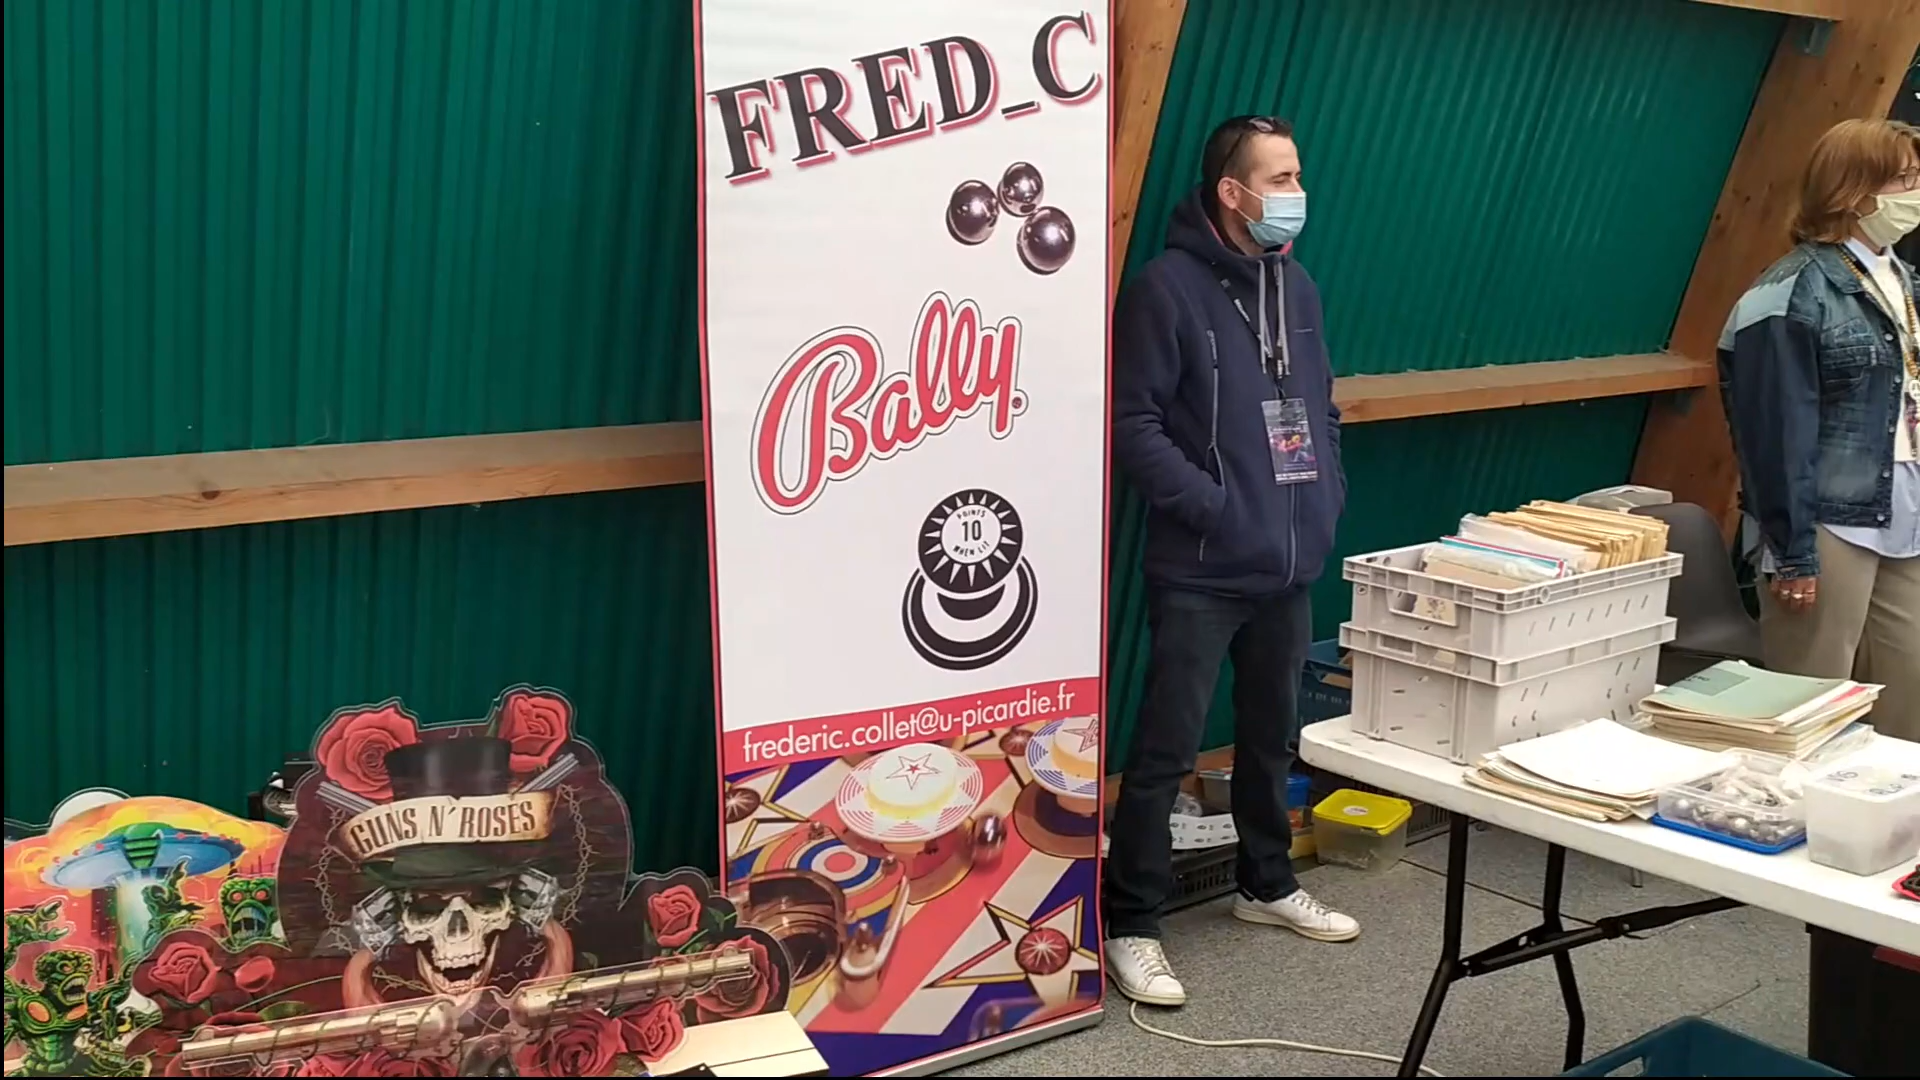 FRED_C
Bally
POINTS
10
WHEN LIT
frederic.collet@u-picardie.fr
GUNS N' ROSES